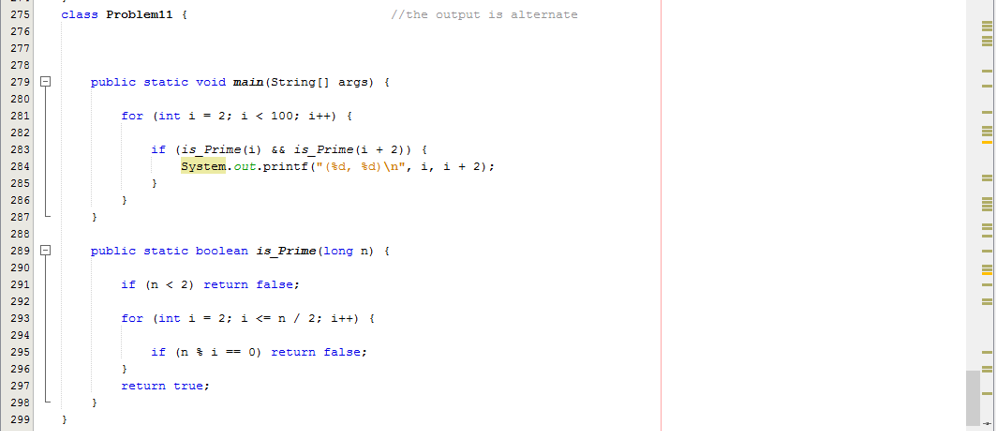 275 class Problem11 { //the output is alternate
276
277
278
279 public static void main(String[] args) {
280
281 for (int i = 2; i < 100; i++) {
282
283 if (is_Prime(i) && is_Prime(i + 2)) {
284 System.out.printf("(%d, %d)\n", i, i + 2);
285 }
286 }
287 }
288
289 public static boolean is_Prime(long n) {
290
291 if (n < 2) return false;
292
293 for (int i = 2; i <= n / 2; i++) {
294
295 if (n % i == 0) return false;
296 }
297 return true;
298 }
299 }